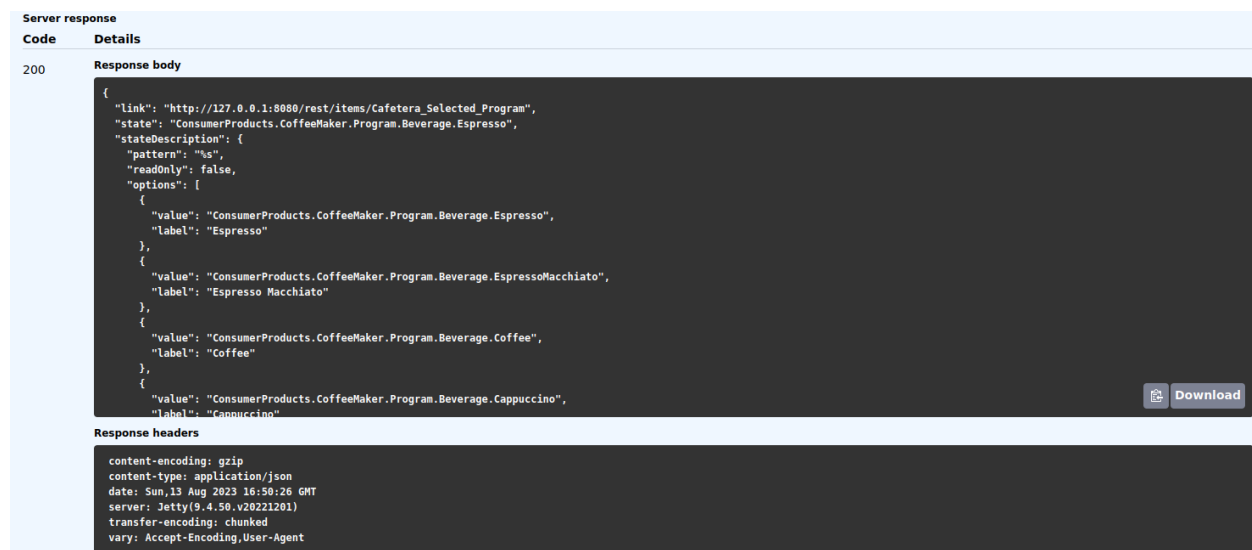 Server response
Code Details
200 Response body
{
  "link": "http://127.0.0.1:8080/rest/items/Cafetera_Selected_Program",
  "state": "ConsumerProducts.CoffeeMaker.Program.Beverage.Espresso",
  "stateDescription": {
    "pattern": "%s",
    "readOnly": false,
    "options": [
      {
        "value": "ConsumerProducts.CoffeeMaker.Program.Beverage.Espresso",
        "label": "Espresso"
      },
      {
        "value": "ConsumerProducts.CoffeeMaker.Program.Beverage.EspressoMacchiato",
        "label": "Espresso Macchiato"
      },
      {
        "value": "ConsumerProducts.CoffeeMaker.Program.Beverage.Coffee",
        "label": "Coffee"
      },
      {
        "value": "ConsumerProducts.CoffeeMaker.Program.Beverage.Cappuccino",
        "label": "Cappuccino"
Download
Response headers
content-encoding: gzip
content-type: application/json
date: Sun,13 Aug 2023 16:50:26 GMT
server: Jetty(9.4.50.v20221201)
transfer-encoding: chunked
vary: Accept-Encoding,User-Agent